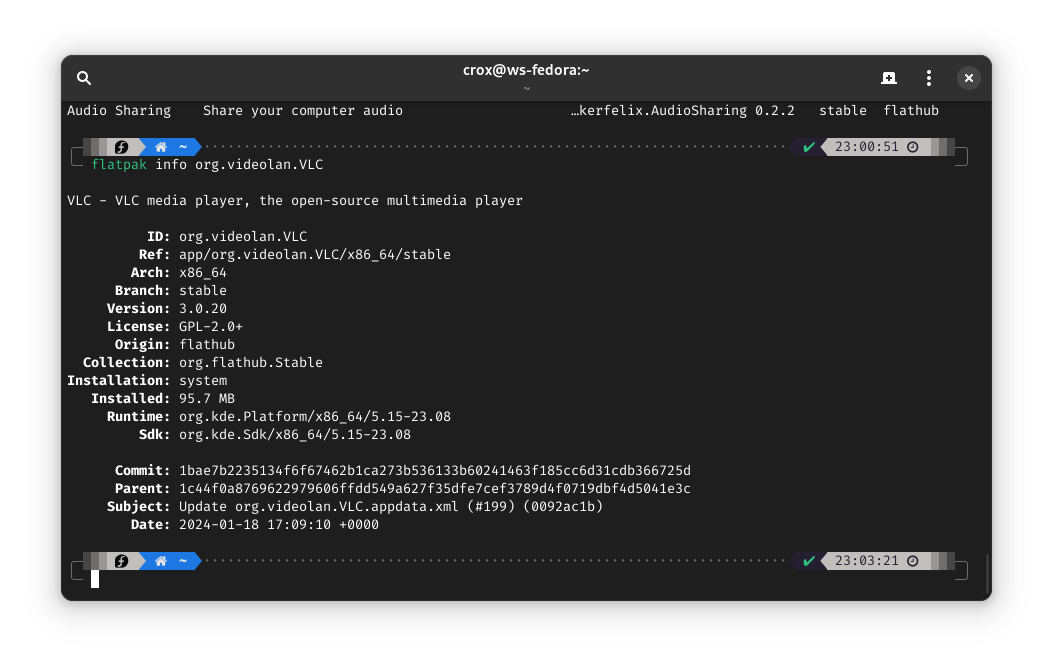 crox@ws-fedora:~
~
Audio Sharing    Share your computer audio                     …kerfelix.AudioSharing 0.2.2   stable  flathub
~ ✔ 23:00:51
flatpak info org.videolan.VLC
VLC - VLC media player, the open-source multimedia player
ID: org.videolan.VLC
Ref: app/org.videolan.VLC/x86_64/stable
Arch: x86_64
Branch: stable
Version: 3.0.20
License: GPL-2.0+
Origin: flathub
Collection: org.flathub.Stable
Installation: system
Installed: 95.7 MB
Runtime: org.kde.Platform/x86_64/5.15-23.08
Sdk: org.kde.Sdk/x86_64/5.15-23.08
Commit: 1bae7b2235134f6f67462b1ca273b536133b60241463f185cc6d31cdb366725d
Parent: 1c44f0a8769622979606ffdd549a627f35dfe7cef3789d4f0719dbf4d5041e3c
Subject: Update org.videolan.VLC.appdata.xml (#199) (0092ac1b)
Date: 2024-01-18 17:09:10 +0000
~ ✔ 23:03:21